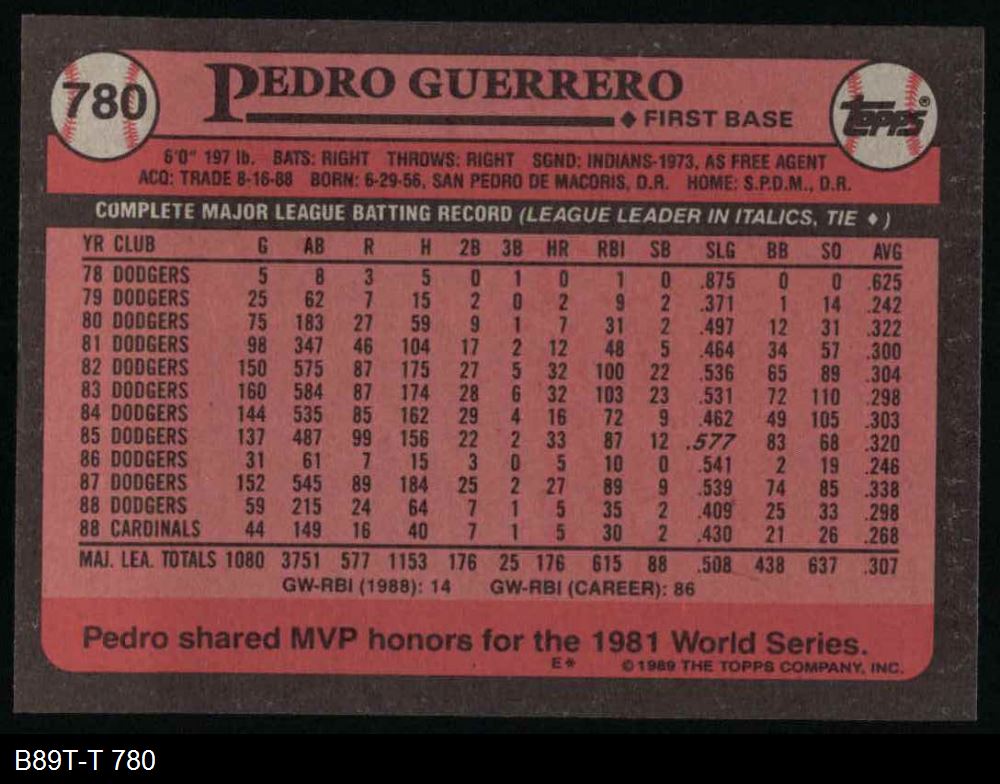 780
PEDRO GUERRERO
♦ FIRST BASE
TOPPS®
6'0" 197 lb. BATS: RIGHT THROWS: RIGHT SGND: INDIANS-1973, AS FREE AGENT
ACQ: TRADE 8-16-88 BORN: 6-29-56, SAN PEDRO DE MACORIS, D.R. HOME: S.P.D.M., D.R.
COMPLETE MAJOR LEAGUE BATTING RECORD (LEAGUE LEADER IN ITALICS, TIE ♦)
YR CLUB G AB R H 2B 3B HR RBI SB SLG BB SO AVG
78 DODGERS 5 8 3 5 0 1 0 1 0 .875 0 0 .625
79 DODGERS 25 62 7 15 2 0 2 9 2 .371 1 14 .242
80 DODGERS 75 183 27 59 9 1 7 31 2 .497 12 31 .322
81 DODGERS 98 347 46 104 17 2 12 48 5 .464 34 57 .300
82 DODGERS 150 575 87 175 27 5 32 100 22 .536 65 89 .304
83 DODGERS 160 584 87 174 28 6 32 103 23 .531 72 110 .298
84 DODGERS 144 535 85 162 29 4 16 72 9 .462 49 105 .303
85 DODGERS 137 487 99 156 22 2 33 87 12 .577 83 68 .320
86 DODGERS 31 61 7 15 3 0 5 10 0 .541 2 19 .246
87 DODGERS 152 545 89 184 25 2 27 89 9 .539 74 85 .338
88 DODGERS 59 215 24 64 7 1 5 35 2 .409 25 33 .298
88 CARDINALS 44 149 16 40 7 1 5 30 2 .430 21 26 .268
MAJ. LEA. TOTALS 1080 3751 577 1153 176 25 176 615 88 .508 438 637 .307
GW-RBI (1988): 14 GW-RBI (CAREER): 86
Pedro shared MVP honors for the 1981 World Series.
E* © 1989 THE TOPPS COMPANY, INC.
B89T-T 780